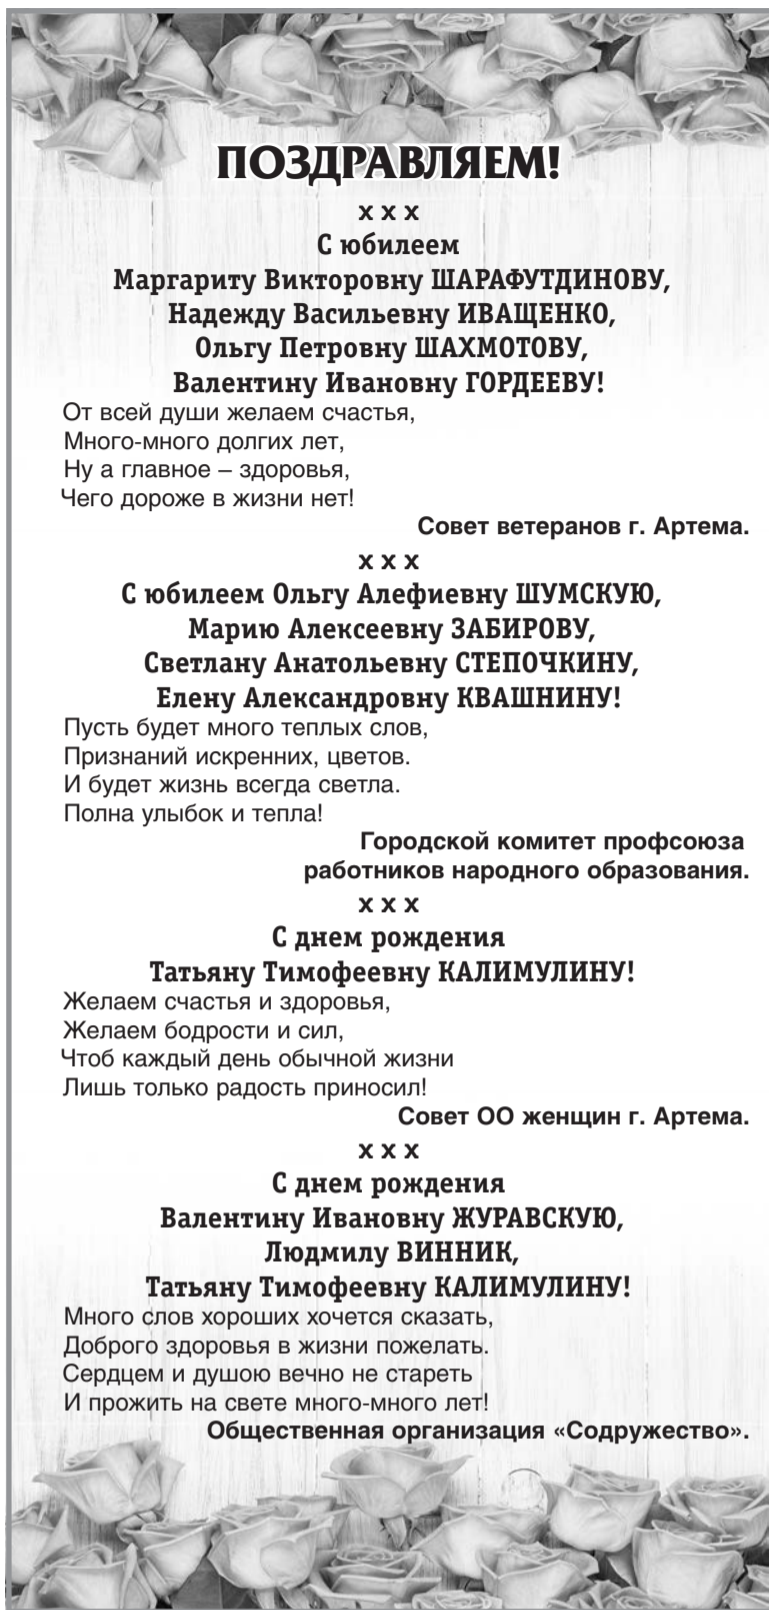 ПОЗДРАВЛЯЕМ!
х х х
С юбилеем
Маргариту Викторовну ШАРАФУТДИНОВУ,
Надежду Васильевну ИВАЩЕНКО,
Ольгу Петровну ШАХМОТОВУ,
Валентину Ивановну ГОРДЕЕВУ!
От всей души желаем счастья,
Много-много долгих лет,
Ну а главное – здоровья,
Чего дороже в жизни нет!
Совет ветеранов г. Артема.
х х х
С юбилеем Ольгу Алефиевну ШУМСКУЮ,
Марию Алексеевну ЗАБИРОВУ,
Светлану Анатольевну СТЕПОЧКИНУ,
Елену Александровну КВАШНИНУ!
Пусть будет много теплых слов,
Признаний искренних, цветов.
И будет жизнь всегда светла.
Полна улыбок и тепла!
Городской комитет профсоюза
работников народного образования.
х х х
С днем рождения
Татьяну Тимофеевну КАЛИМУЛИНУ!
Желаем счастья и здоровья,
Желаем бодрости и сил,
Чтоб каждый день обычной жизни
Лишь только радость приносил!
Совет ОО женщин г. Артема.
х х х
С днем рождения
Валентину Ивановну ЖУРАВСКУЮ,
Людмилу ВИННИК,
Татьяну Тимофеевну КАЛИМУЛИНУ!
Много слов хороших хочется сказать,
Доброго здоровья в жизни пожелать.
Сердцем и душою вечно не стареть
И прожить на свете много-много лет!
Общественная организация «Содружество».